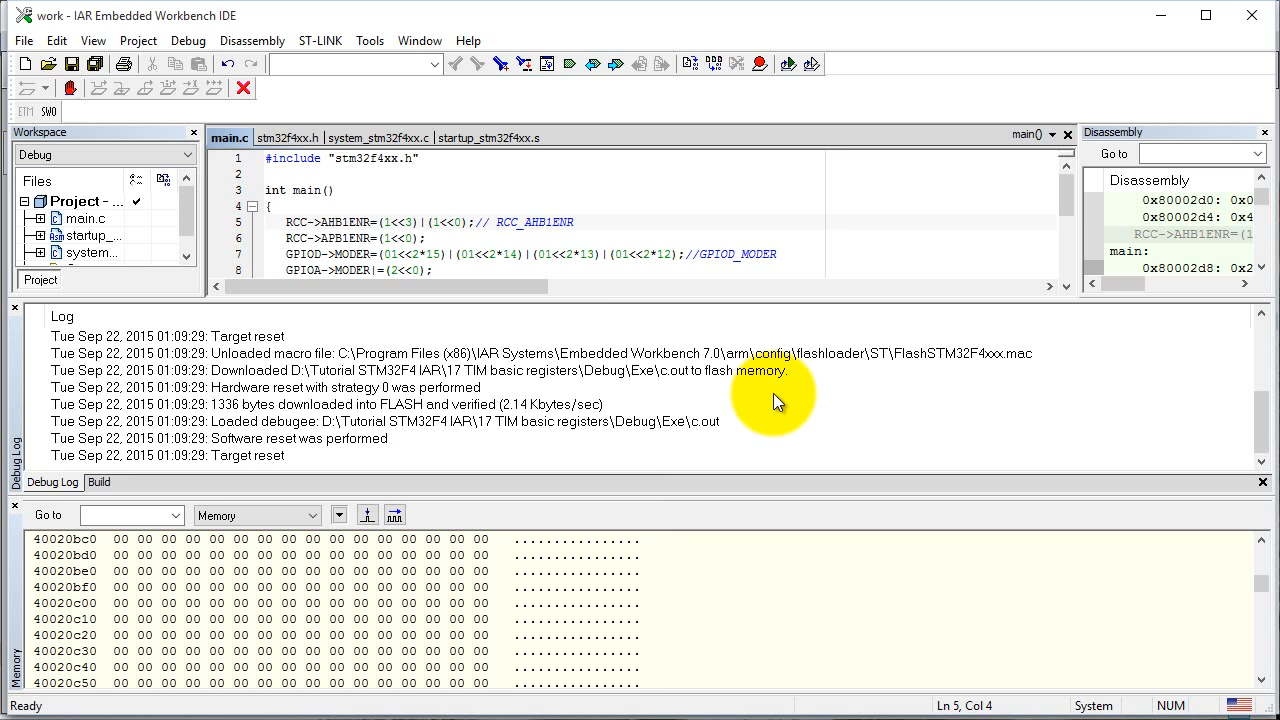 work - IAR Embedded Workbench IDE
File Edit View Project Debug Disassembly ST-LINK Tools Window Help
ETM SWO
Workspace
Debug
Files
Project - ...
main.c
startup_...
system...
Project
main.c stm32f4xx.h system_stm32f4xx.c startup_stm32f4xx.s main()
1 #include "stm32f4xx.h"
2
3 int main()
4 {
5 RCC->AHB1ENR=(1<<3)|(1<<0);// RCC_AHB1ENR
6 RCC->APB1ENR=(1<<0);
7 GPIOD->MODER=(01<<2*15)|(01<<2*14)|(01<<2*13)|(01<<2*12);//GPIOD_MODER
8 GPIOA->MODER|=(2<<0);
Disassembly
Go to
Disassembly
0x80002d0: 0x0
0x80002d4: 0x4
RCC->AHB1ENR=(1
main:
0x80002d8: 0x2
Log
Tue Sep 22, 2015 01:09:29: Target reset
Tue Sep 22, 2015 01:09:29: Unloaded macro file: C:\Program Files (x86)\IAR Systems\Embedded Workbench 7.0\arm\config\flashloader\ST\FlashSTM32F4xxx.mac
Tue Sep 22, 2015 01:09:29: Downloaded D:\Tutorial STM32F4 IAR\17 TIM basic registers\Debug\Exe\c.out to flash memory.
Tue Sep 22, 2015 01:09:29: Hardware reset with strategy 0 was performed
Tue Sep 22, 2015 01:09:29: 1336 bytes downloaded into FLASH and verified (2.14 Kbytes/sec)
Tue Sep 22, 2015 01:09:29: Loaded debugee: D:\Tutorial STM32F4 IAR\17 TIM basic registers\Debug\Exe\c.out
Tue Sep 22, 2015 01:09:29: Software reset was performed
Tue Sep 22, 2015 01:09:29: Target reset
Debug Log
Debug Log Build
Go to Memory
40020bc0 00 00 00 00 00 00 00 00 00 00 00 00 00 00 00 00 ................
40020bd0 00 00 00 00 00 00 00 00 00 00 00 00 00 00 00 00 ................
40020be0 00 00 00 00 00 00 00 00 00 00 00 00 00 00 00 00 ................
40020bf0 00 00 00 00 00 00 00 00 00 00 00 00 00 00 00 00 ................
40020c00 00 00 00 00 00 00 00 00 00 00 00 00 00 00 00 00 ................
40020c10 00 00 00 00 00 00 00 00 00 00 00 00 00 00 00 00 ................
40020c20 00 00 00 00 00 00 00 00 00 00 00 00 00 00 00 00 ................
40020c30 00 00 00 00 00 00 00 00 00 00 00 00 00 00 00 00 ................
40020c40 00 00 00 00 00 00 00 00 00 00 00 00 00 00 00 00 ................
40020c50 00 00 00 00 00 00 00 00 00 00 00 00 00 00 00 00 ................
Memory
Ready Ln 5, Col 4 System NUM